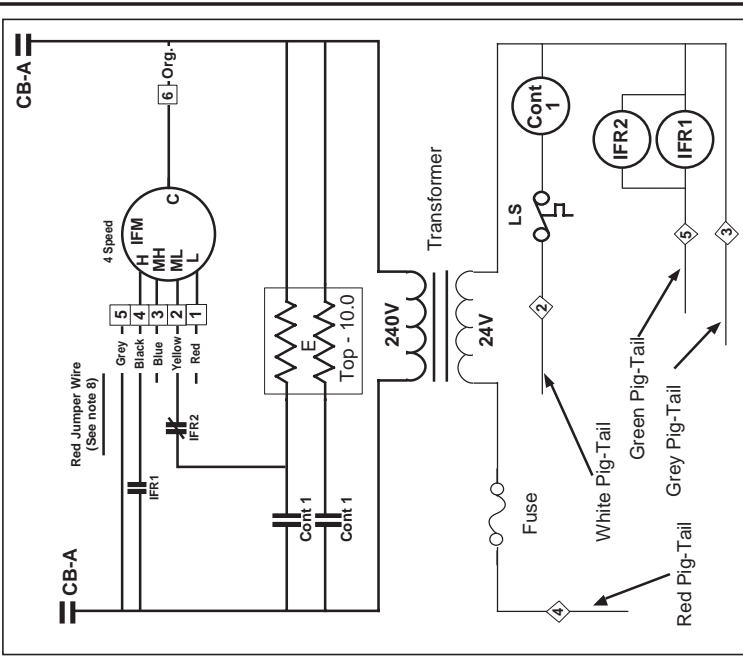 CB-A
CB-A
Red Jumper Wire
(See note 8)
4 Speed
IFM
H
MH
ML
L
C
6
Org.
5
4
3
2
1
Grey
Black
Blue
Yellow
Red
IFR1
IFR2
Cont 1
Cont 1
E
Top - 10.0
240V
Transformer
24V
Fuse
4
Red Pig-Tail
2
White Pig-Tail
LS
Cont
1
IFR2
IFR1
5
Green Pig-Tail
3
Grey Pig-Tail